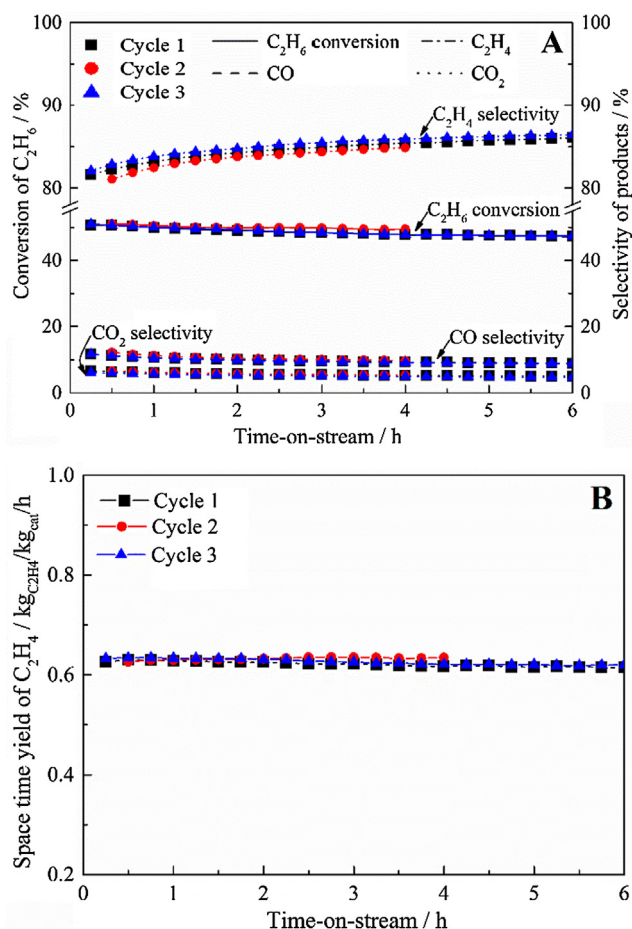 A
Cycle 1
Cycle 2
Cycle 3
C₂H₆ conversion
C₂H₄
CO
CO₂
C₂H₄ selectivity
C₂H₆ conversion
CO₂ selectivity
CO selectivity
Conversion of C₂H₆ / %
100
90
80
50
40
20
10
0
Selectivity of products / %
100
90
80
40
20
0
0 1 2 3 4 5 6
Time-on-stream / h
B
Cycle 1
Cycle 2
Cycle 3
Space time yield of C₂H₄ / kg_C2H4/kg_cat/h
1.0
0.8
0.6
0.4
0.2
0 1 2 3 4 5 6
Time-on-stream / h